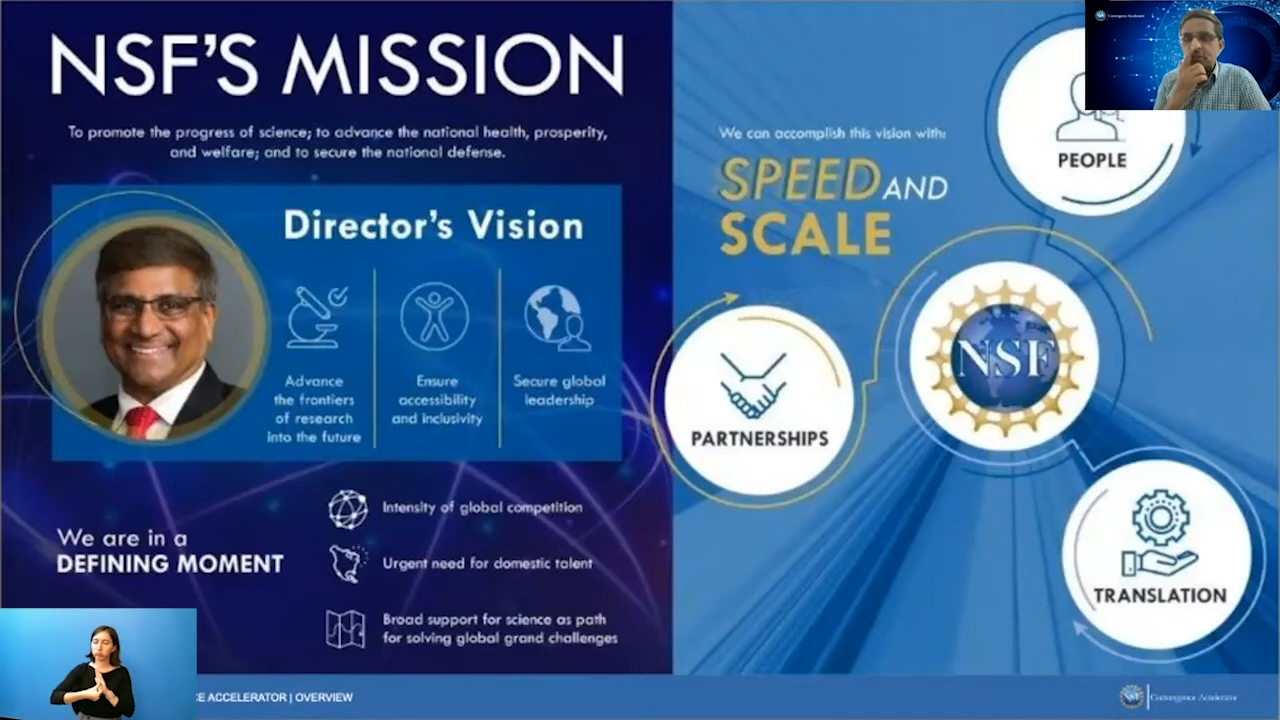 NSF'S MISSION
To promote the progress of science; to advance the national health, prosperity,
and welfare; and to secure the national defense.
Director's Vision
Advance
the frontiers
of research
into the future
Ensure
accessibility
and inclusivity
Secure global
leadership
We are in a
DEFINING MOMENT
Intensity of global competition
Urgent need for domestic talent
Broad support for science as path
for solving global grand challenges
We can accomplish this vision with:
SPEED AND
SCALE
PEOPLE
NSF
PARTNERSHIPS
TRANSLATION
CE ACCELERATOR | OVERVIEW
NSF
Convergence Accelerator
Convergence Accelerator